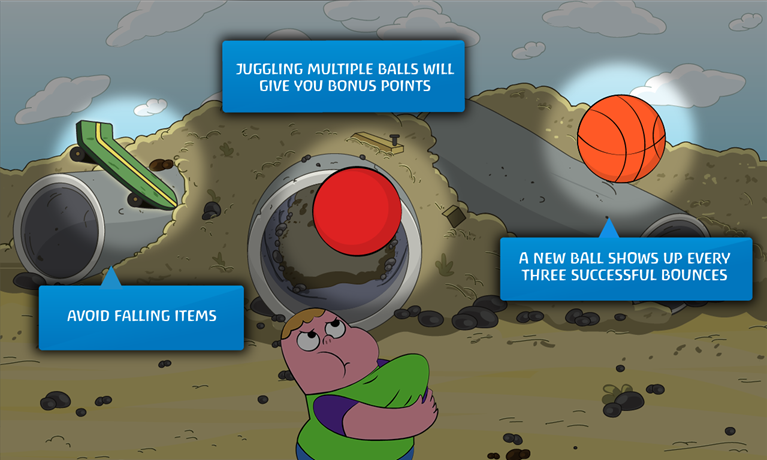 JUGGLING MULTIPLE BALLS WILL
GIVE YOU BONUS POINTS
A NEW BALL SHOWS UP EVERY
THREE SUCCESSFUL BOUNCES
AVOID FALLING ITEMS